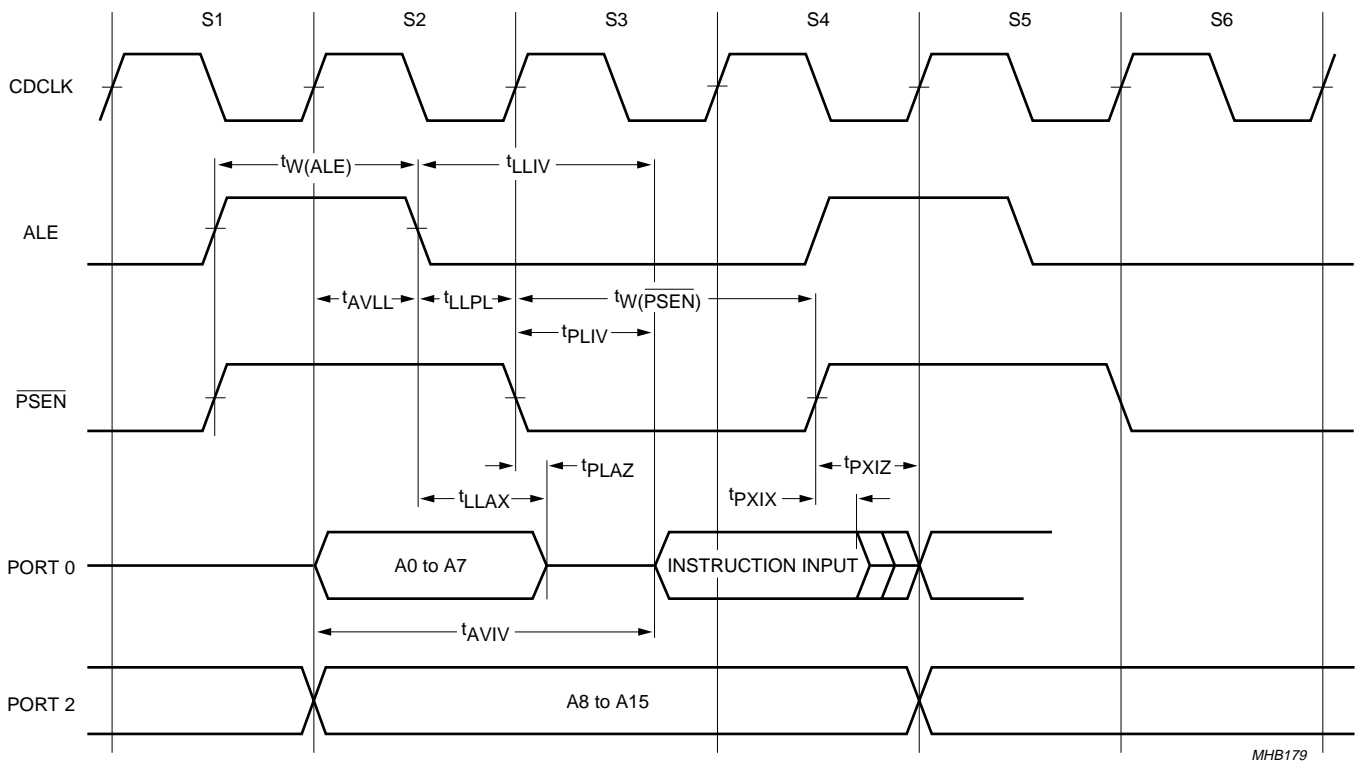 S1 S2 S3 S4 S5 S6
CDCLK
tW(ALE) tLLIV
ALE
tAVLL tLLPL tW(PSEN)
tPLIV
PSEN
tPLAZ tPXIZ
tLLAX tPXIX
PORT 0 A0 to A7 INSTRUCTION INPUT
tAVIV
PORT 2 A8 to A15
MHB179